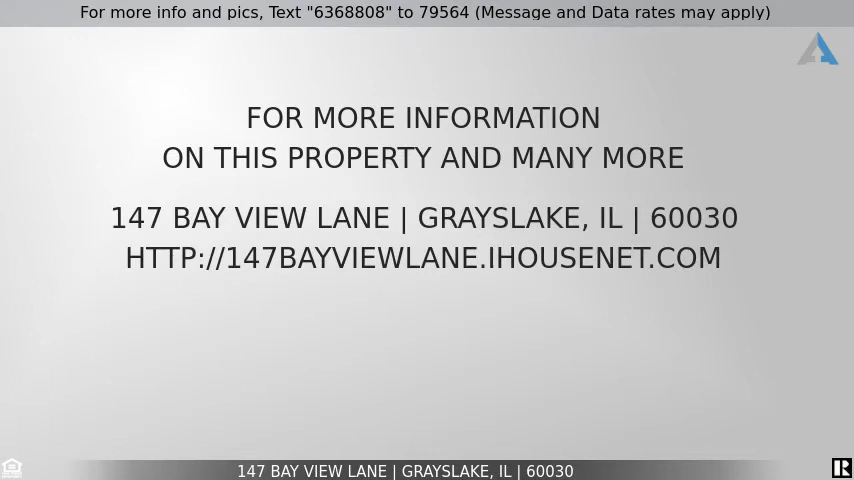 For more info and pics, Text "6368808" to 79564 (Message and Data rates may apply)
FOR MORE INFORMATION
ON THIS PROPERTY AND MANY MORE
147 BAY VIEW LANE | GRAYSLAKE, IL | 60030
HTTP://147BAYVIEWLANE.IHOUSENET.COM
147 BAY VIEW LANE | GRAYSLAKE, IL | 60030